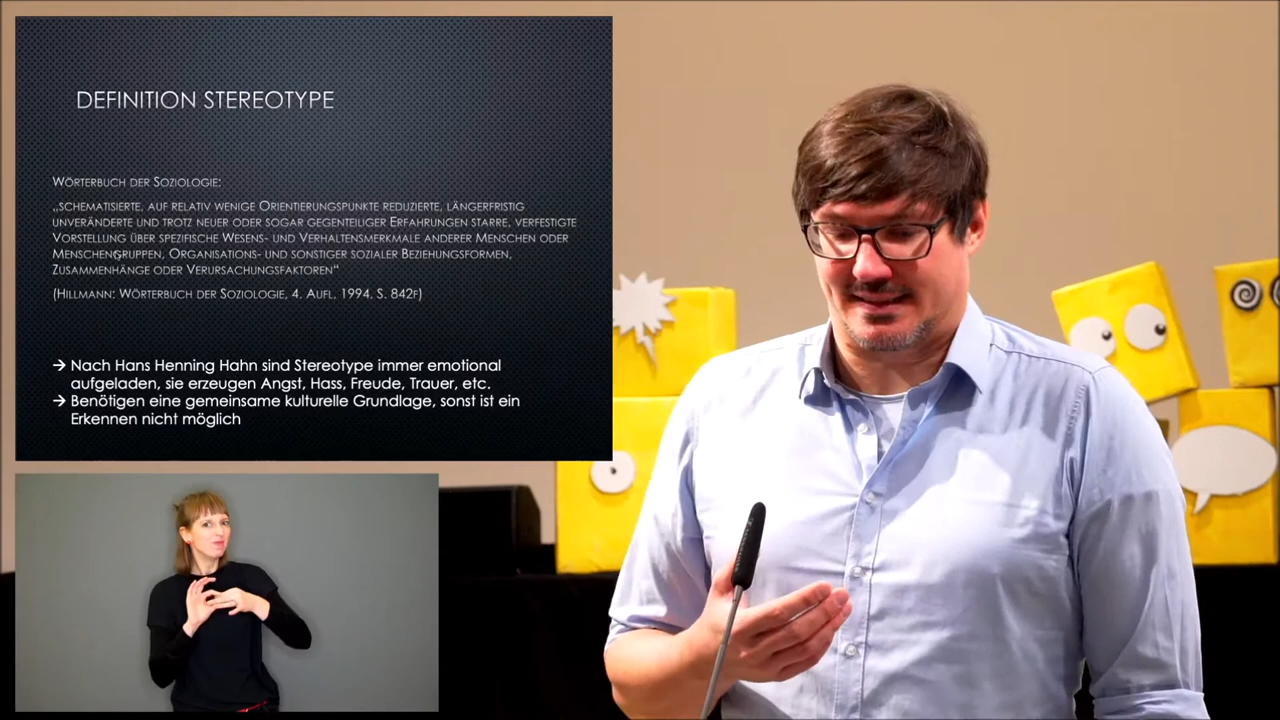 DEFINITION STEREOTYPE
WÖRTERBUCH DER SOZIOLOGIE:
„SCHEMATISIERTE, AUF RELATIV WENIGE ORIENTIERUNGSPUNKTE REDUZIERTE, LÄNGERFRISTIG
UNVERÄNDERTE UND TROTZ NEUER ODER SOGAR GEGENTEILIGER ERFAHRUNGEN STARRE, VERFESTIGTE
VORSTELLUNG ÜBER SPEZIFISCHE WESENS- UND VERHALTENSMERKMALE ANDERER MENSCHEN ODER
MENSCHENGRUPPEN, ORGANISATIONS- UND SONSTIGER SOZIALER BEZIEHUNGSFORMEN,
ZUSAMMENHÄNGE ODER VERURSACHUNGSFAKTOREN“
(HILLMANN: WÖRTERBUCH DER SOZIOLOGIE, 4. AUFL, 1994, S. 842F)
→ Nach Hans Henning Hahn sind Stereotype immer emotional
aufgeladen, sie erzeugen Angst, Hass, Freude, Trauer, etc.
→ Benötigen eine gemeinsame kulturelle Grundlage, sonst ist ein
Erkennen nicht möglich